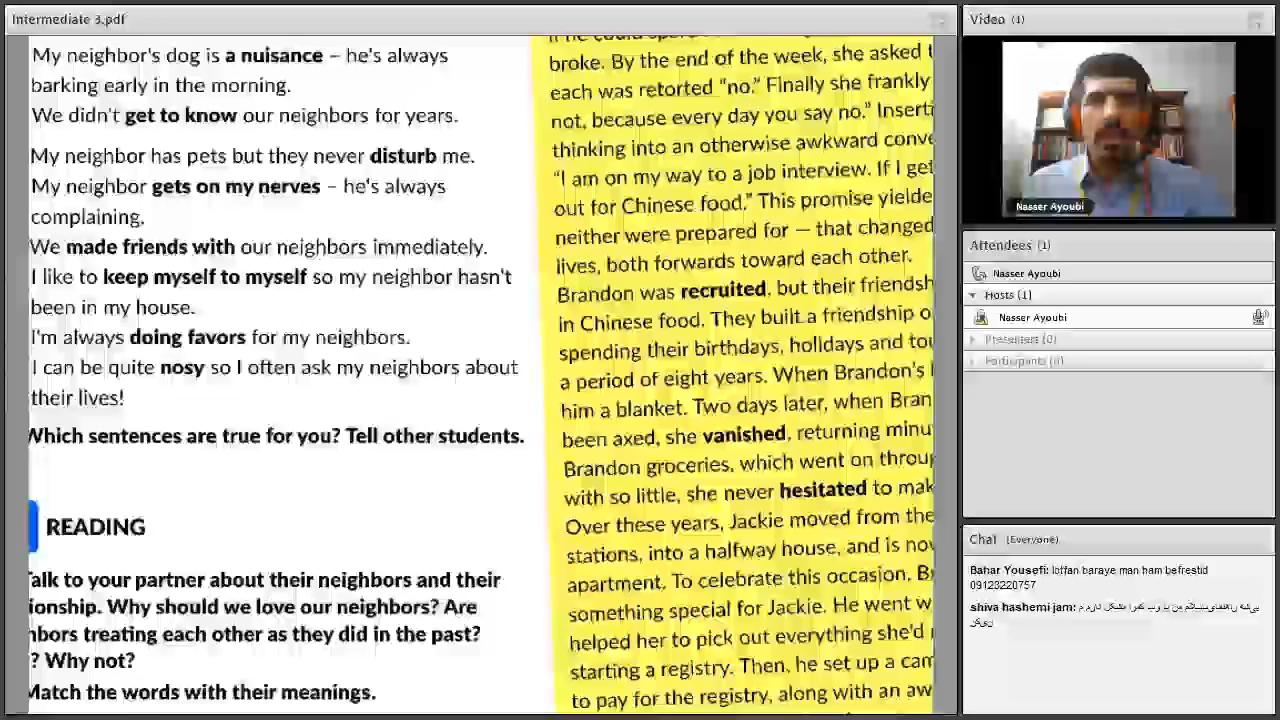 Intermediate 3.pdf
My neighbor's dog is a nuisance – he's always
barking early in the morning.
We didn't get to know our neighbors for years.
My neighbor has pets but they never disturb me.
My neighbor gets on my nerves – he's always
complaining.
We made friends with our neighbors immediately.
I like to keep myself to myself so my neighbor hasn't
been in my house.
I'm always doing favors for my neighbors.
I can be quite nosy so I often ask my neighbors about
their lives!
Which sentences are true for you? Tell other students.
READING
Talk to your partner about their neighbors and their
ionship. Why should we love our neighbors? Are
hbors treating each other as they did in the past?
? Why not?
Match the words with their meanings.
broke. By the end of the week, she asked
each was retorted “no.” Finally she frankly
not, because every day you say no.” Inserti
thinking into an otherwise awkward conve
“I am on my way to a job interview. If I get
out for Chinese food.” This promise yielde
neither were prepared for — that changed
lives, both forwards toward each other.
Brandon was recruited, but their friendsh
in Chinese food. They built a friendship o
spending their birthdays, holidays and tou
a period of eight years. When Brandon's
him a blanket. Two days later, when Bran
been axed, she vanished, returning minu
Brandon groceries, which went on throug
with so little, she never hesitated to mak
Over these years, Jackie moved from the
stations, into a halfway house, and is now
apartment. To celebrate this occasion, Br
something special for Jackie. He went w
helped her to pick out everything she'd
starting a registry. Then, he set up a cam
to pay for the registry, along with an aw
Video (1)
Nasser Ayoubi
Attendees (1)
Nasser Ayoubi
Hosts (1)
Nasser Ayoubi
Presenters (0)
Participants (0)
Chat (Everyone)
Bahar Yousefi: loffan baraye man ham befrestid
09123220757
shiva hashemi jam: